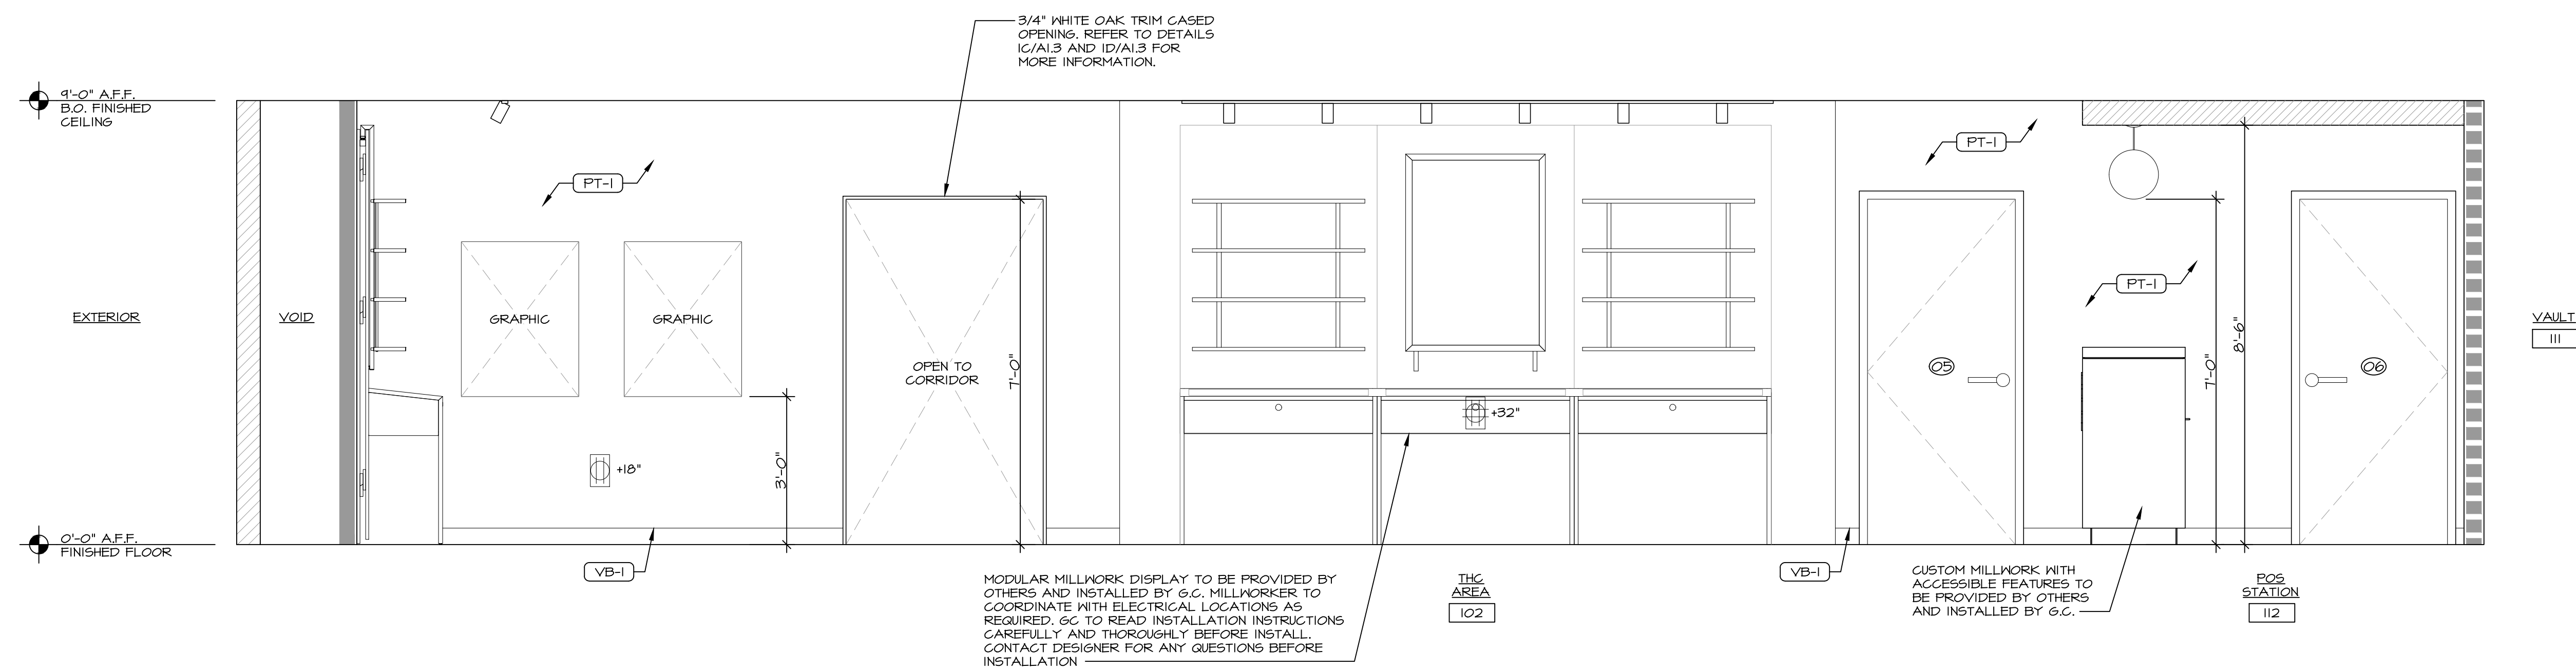 3/4" WHITE OAK TRIM CASED
OPENING. REFER TO DETAILS
1C/A1.3 AND 1D/A1.3 FOR
MORE INFORMATION.
9'-0" A.F.F.
B.O. FINISHED
CEILING
PT-1
PT-1
PT-1
EXTERIOR
VOID
GRAPHIC
GRAPHIC
OPEN TO
CORRIDOR
7'-0"
3'-0"
+18"
+32"
05
06
7'-0"
8'-6"
VAULT
111
0'-0" A.F.F.
FINISHED FLOOR
VB-1
VB-1
MODULAR MILLWORK DISPLAY TO BE PROVIDED BY
OTHERS AND INSTALLED BY G.C. MILLWORKER TO
COORDINATE WITH ELECTRICAL LOCATIONS AS
REQUIRED. GC TO READ INSTALLATION INSTRUCTIONS
CAREFULLY AND THOROUGHLY BEFORE INSTALL.
CONTACT DESIGNER FOR ANY QUESTIONS BEFORE
INSTALLATION
THC
AREA
102
CUSTOM MILLWORK WITH
ACCESSIBLE FEATURES TO
BE PROVIDED BY OTHERS
AND INSTALLED BY G.C.
POS
STATION
112